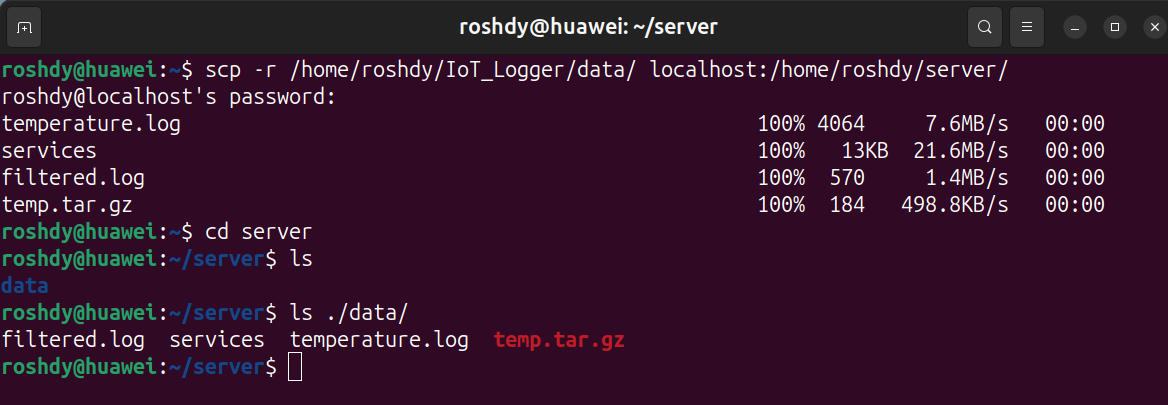 roshdy@huawei: ~/server
roshdy@huawei:~$ scp -r /home/roshdy/IoT_Logger/data/ localhost:/home/roshdy/server/
roshdy@localhost's password:
temperature.log 100% 4064 7.6MB/s 00:00
services 100% 13KB 21.6MB/s 00:00
filtered.log 100% 570 1.4MB/s 00:00
temp.tar.gz 100% 184 498.8KB/s 00:00
roshdy@huawei:~$ cd server
roshdy@huawei:~/server$ ls
data
roshdy@huawei:~/server$ ls ./data/
filtered.log services temperature.log temp.tar.gz
roshdy@huawei:~/server$